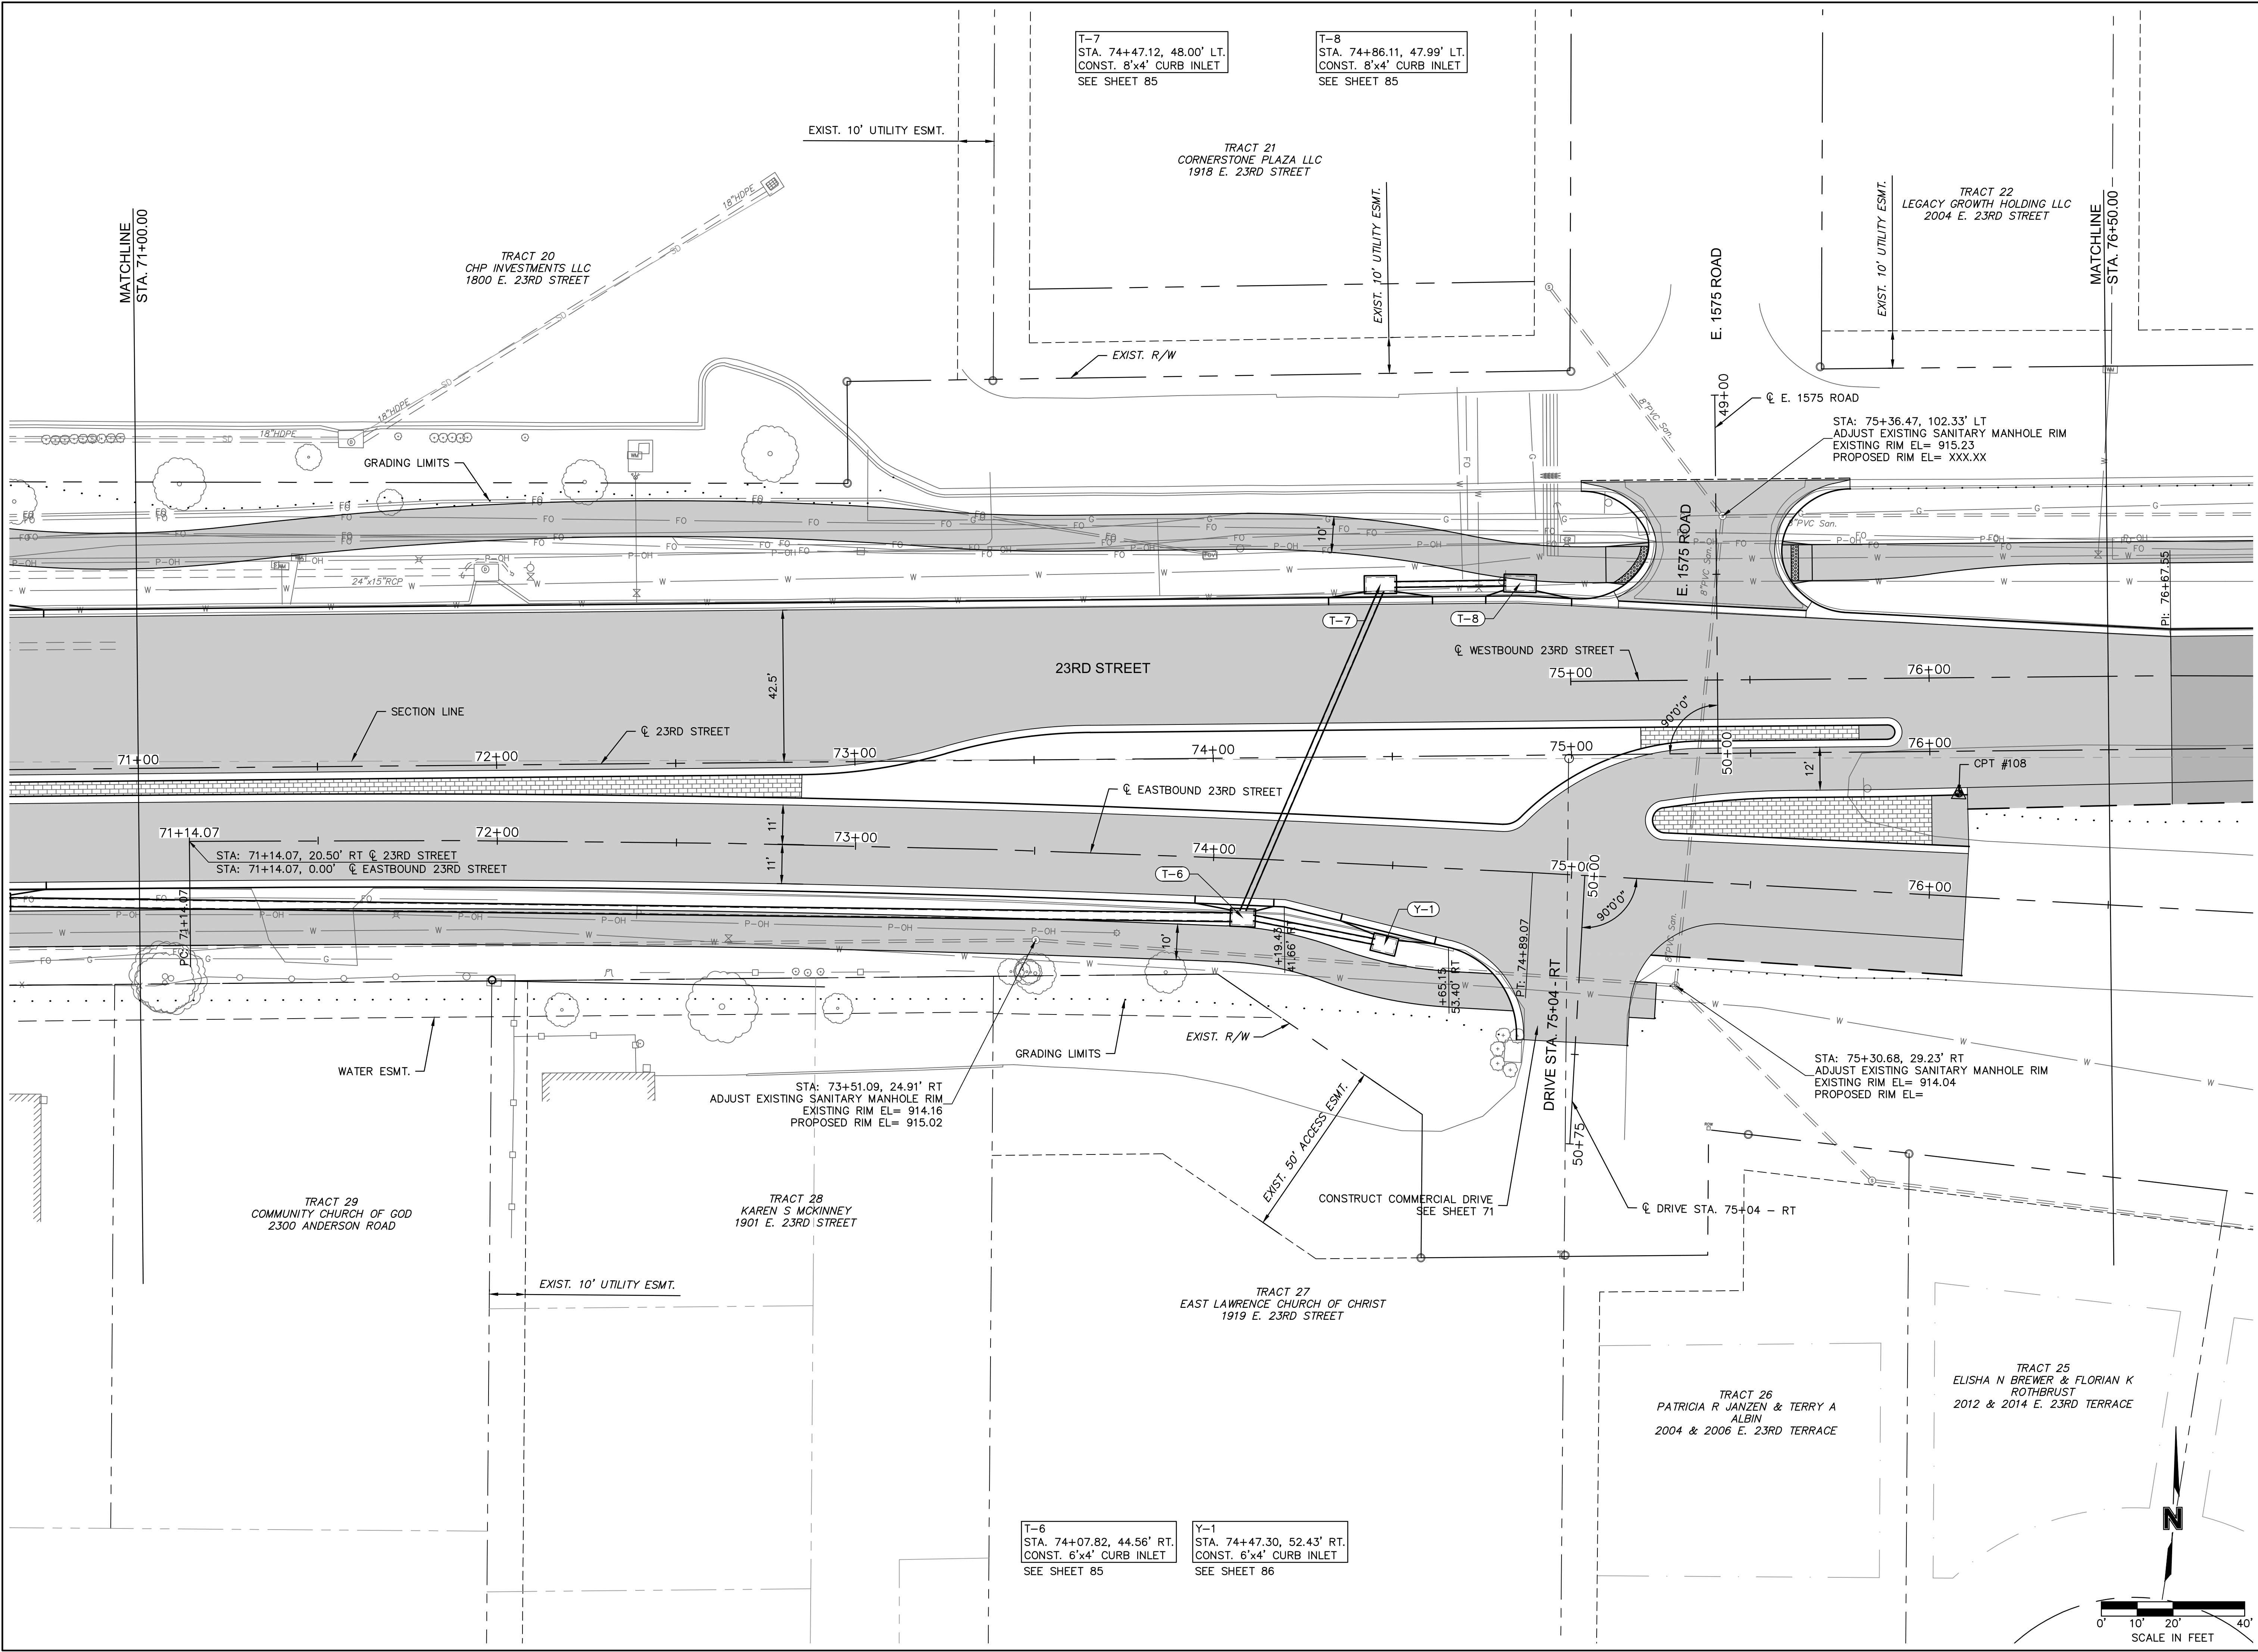 T-7
STA. 74+47.12, 48.00' LT.
CONST. 8'x4' CURB INLET
SEE SHEET 85
T-8
STA. 74+86.11, 47.99' LT.
CONST. 8'x4' CURB INLET
SEE SHEET 85
EXIST. 10' UTILITY ESMT.
TRACT 21
CORNERSTONE PLAZA LLC
1918 E. 23RD STREET
TRACT 22
LEGACY GROWTH HOLDING LLC
2004 E. 23RD STREET
EXIST. 10' UTILITY ESMT.
EXIST. 10' UTILITY ESMT.
MATCHLINE
STA. 71+00.00
MATCHLINE
STA. 76+50.00
TRACT 20
CHP INVESTMENTS LLC
1800 E. 23RD STREET
18"HDPE
SD
SD
SD
18"HDPE
18"HDPE
SD
E. 1575 ROAD
EXIST. R/W
8"PVC San.
49+00
℄ E. 1575 ROAD
STA: 75+36.47, 102.33' LT
ADJUST EXISTING SANITARY MANHOLE RIM
EXISTING RIM EL= 915.23
PROPOSED RIM EL= XXX.XX
GRADING LIMITS
10'
8"PVC San.
E. 1575 ROAD
8"PVC San.
24"x15"RCP
PI: 76+67.55
T-7
T-8
℄ WESTBOUND 23RD STREET
75+00
76+00
23RD STREET
42.5'
SECTION LINE
℄ 23RD STREET
90°0'0"
71+00
72+00
73+00
74+00
75+00
50+00
76+00
12'
CPT #108
℄ EASTBOUND 23RD STREET
11'
11'
71+14.07
72+00
73+00
74+00
75+00
76+00
STA: 71+14.07, 20.50' RT ℄ 23RD STREET
STA: 71+14.07, 0.00' ℄ EASTBOUND 23RD STREET
PC: 71+14.07
50+00
90°0'0"
T-6
Y-1
10'
+19.43
+65.15
53.40' RT
PT: 74+89.07
8"PVC San.
DRIVE STA. 75+04 - RT
WATER ESMT.
GRADING LIMITS
EXIST. R/W
STA: 73+51.09, 24.91' RT
ADJUST EXISTING SANITARY MANHOLE RIM
EXISTING RIM EL= 914.16
PROPOSED RIM EL= 915.02
STA: 75+30.68, 29.23' RT
ADJUST EXISTING SANITARY MANHOLE RIM
EXISTING RIM EL= 914.04
PROPOSED RIM EL=
50+75
EXIST. 50' ACCESS ESMT.
CONSTRUCT COMMERCIAL DRIVE
SEE SHEET 71
℄ DRIVE STA. 75+04 - RT
TRACT 29
COMMUNITY CHURCH OF GOD
2300 ANDERSON ROAD
TRACT 28
KAREN S MCKINNEY
1901 E. 23RD STREET
EXIST. 10' UTILITY ESMT.
TRACT 27
EAST LAWRENCE CHURCH OF CHRIST
1919 E. 23RD STREET
TRACT 26
PATRICIA R JANZEN & TERRY A
ALBIN
2004 & 2006 E. 23RD TERRACE
TRACT 25
ELISHA N BREWER & FLORIAN K
ROTHBRUST
2012 & 2014 E. 23RD TERRACE
T-6
STA. 74+07.82, 44.56' RT.
CONST. 6'x4' CURB INLET
SEE SHEET 85
Y-1
STA. 74+47.30, 52.43' RT.
CONST. 6'x4' CURB INLET
SEE SHEET 86
N
0' 10' 20' 40'
SCALE IN FEET